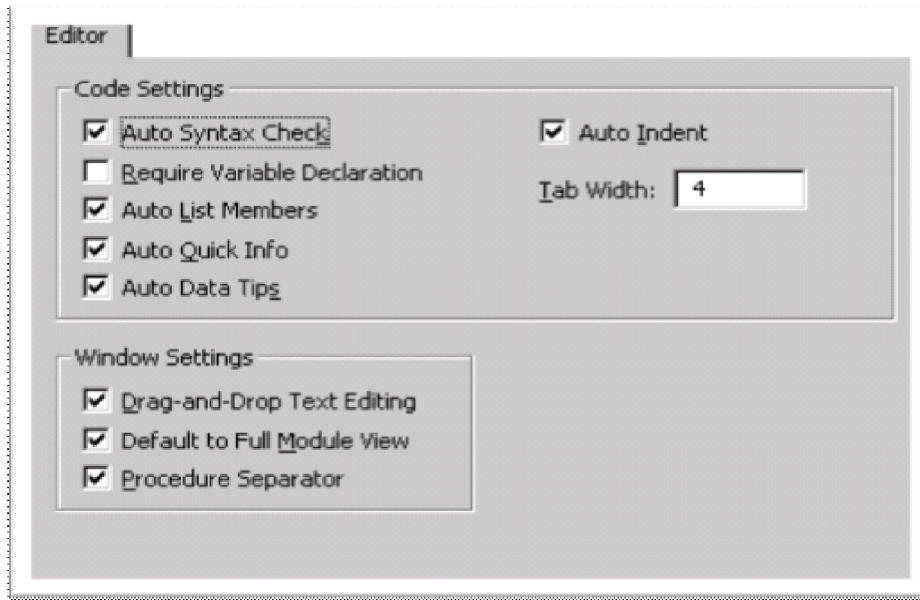 Editor
Code Settings
Auto Syntax Check
Require Variable Declaration
Auto List Members
Auto Quick Info
Auto Data Tips
Auto Indent
Tab Width: 4
Window Settings
Drag-and-Drop Text Editing
Default to Full Module View
Procedure Separator